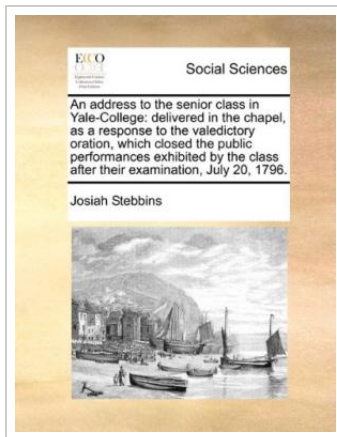 ECCO
Social Sciences
An address to the senior class in
Yale-College: delivered in the chapel,
as a response to the valedictory
oration, which closed the public
performances exhibited by the class
after their examination, July 20, 1796.
Josiah Stebbins